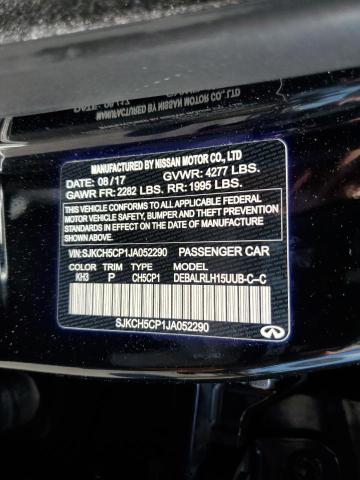 MANUFACTURED BY NISSAN MOTOR CO., LTD
DATE: 08/17 GVWR: 4277 LBS.
GAWR FR: 2282 LBS. RR: 1995 LBS.
THIS VEHICLE CONFORMS TO ALL APPLICABLE FEDERAL
MOTOR VEHICLE SAFETY, BUMPER AND THEFT PREVENTION
STANDARDS IN EFFECT ON THE DATE OF MANUFACTURE
SHOWN ABOVE.
VIN:SJKCH5CP1JA052290 PASSENGER CAR
COLOR TRIM TYPE MODEL
KH3 P CH5CP1 DEBALRLH15UUB-C-C
SJKCH5CP1JA052290
INFINITI